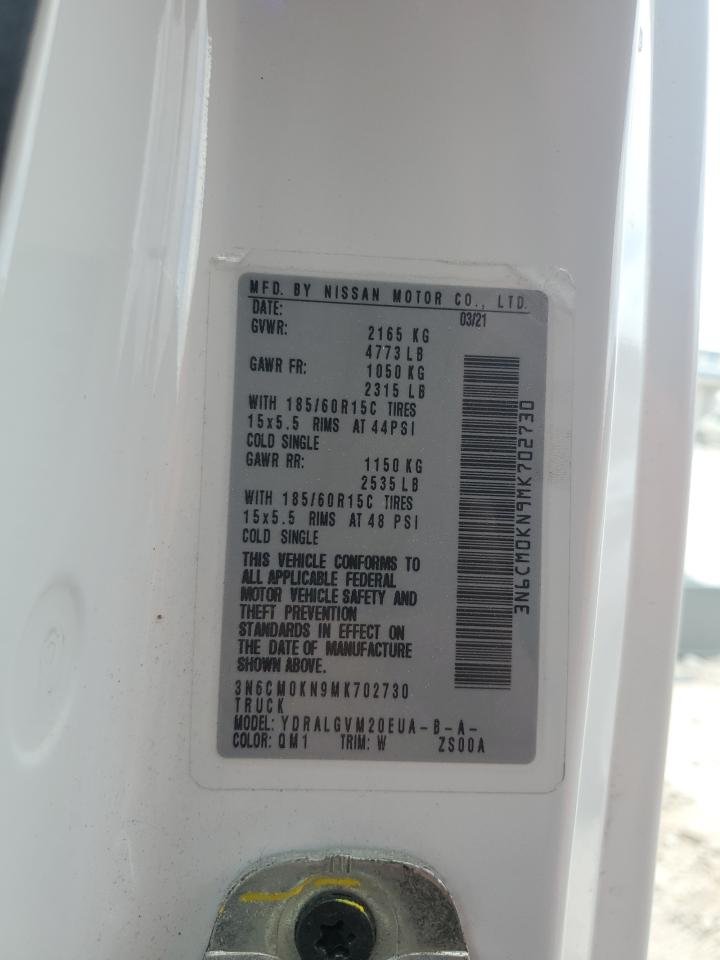 MFD. BY NISSAN MOTOR CO., LTD.
DATE: 03/21
GVWR: 2165 KG
4773 LB
GAWR FR: 1050 KG
2315 LB
WITH 185/60R15C TIRES
15x5.5 RIMS AT 44PSI
COLD SINGLE
GAWR RR: 1150 KG
2535 LB
WITH 185/60R15C TIRES
15x5.5 RIMS AT 48 PSI
COLD SINGLE
THIS VEHICLE CONFORMS TO
ALL APPLICABLE FEDERAL
MOTOR VEHICLE SAFETY AND
THEFT PREVENTION
STANDARDS IN EFFECT ON
THE DATE OF MANUFACTURE
SHOWN ABOVE.
3N6CM0KN9MK702730
TRUCK
MODEL: YDRALGVM20EUA-B-A-
COLOR: QM1 TRIM: W ZS00A
3N6CM0KN9MK702730